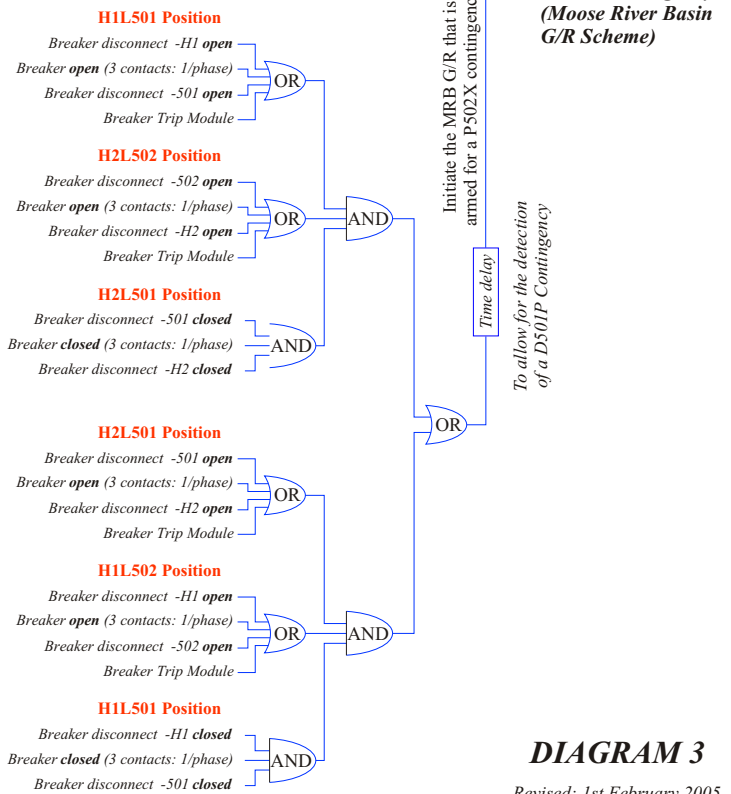 H1L501 Position
Breaker disconnect -H1 open
Breaker open (3 contacts: 1/phase)
Breaker disconnect -501 open
Breaker Trip Module
OR
H2L502 Position
Breaker disconnect -502 open
Breaker open (3 contacts: 1/phase)
Breaker disconnect -H2 open
Breaker Trip Module
OR
AND
H2L501 Position
Breaker disconnect -501 closed
Breaker closed (3 contacts: 1/phase)
Breaker disconnect -H2 closed
AND
H2L501 Position
Breaker disconnect -501 open
Breaker open (3 contacts: 1/phase)
Breaker disconnect -H2 open
Breaker Trip Module
OR
H1L502 Position
Breaker disconnect -H1 open
Breaker open (3 contacts: 1/phase)
Breaker disconnect -502 open
Breaker Trip Module
OR
AND
H1L501 Position
Breaker disconnect -H1 closed
Breaker closed (3 contacts: 1/phase)
Breaker disconnect -501 closed
AND
OR
Time delay
To allow for the detection
of a D501P Contingency
Initiate the MRB G/R that is
armed for a P502X contingenc
(Moose River Basin
G/R Scheme)
DIAGRAM 3
Revised: 1st February 2005